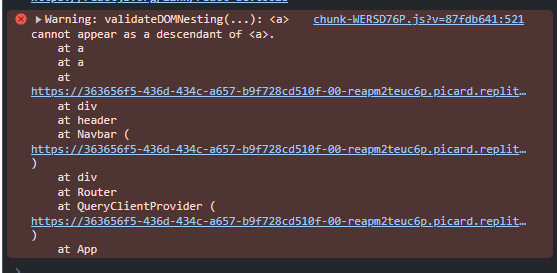 Warning: validateDOMNesting(...): <a> chunk-WERSD76P.js?v=87fdb641:521
cannot appear as a descendant of <a>.
at a
at a
at
https://363656f5-436d-434c-a657-b9f728cd510f-00-reapm2teuc6p.picard.replit…
at div
at header
at Navbar (
https://363656f5-436d-434c-a657-b9f728cd510f-00-reapm2teuc6p.picard.replit…
)
at div
at Router
at QueryClientProvider (
https://363656f5-436d-434c-a657-b9f728cd510f-00-reapm2teuc6p.picard.replit…
)
at App